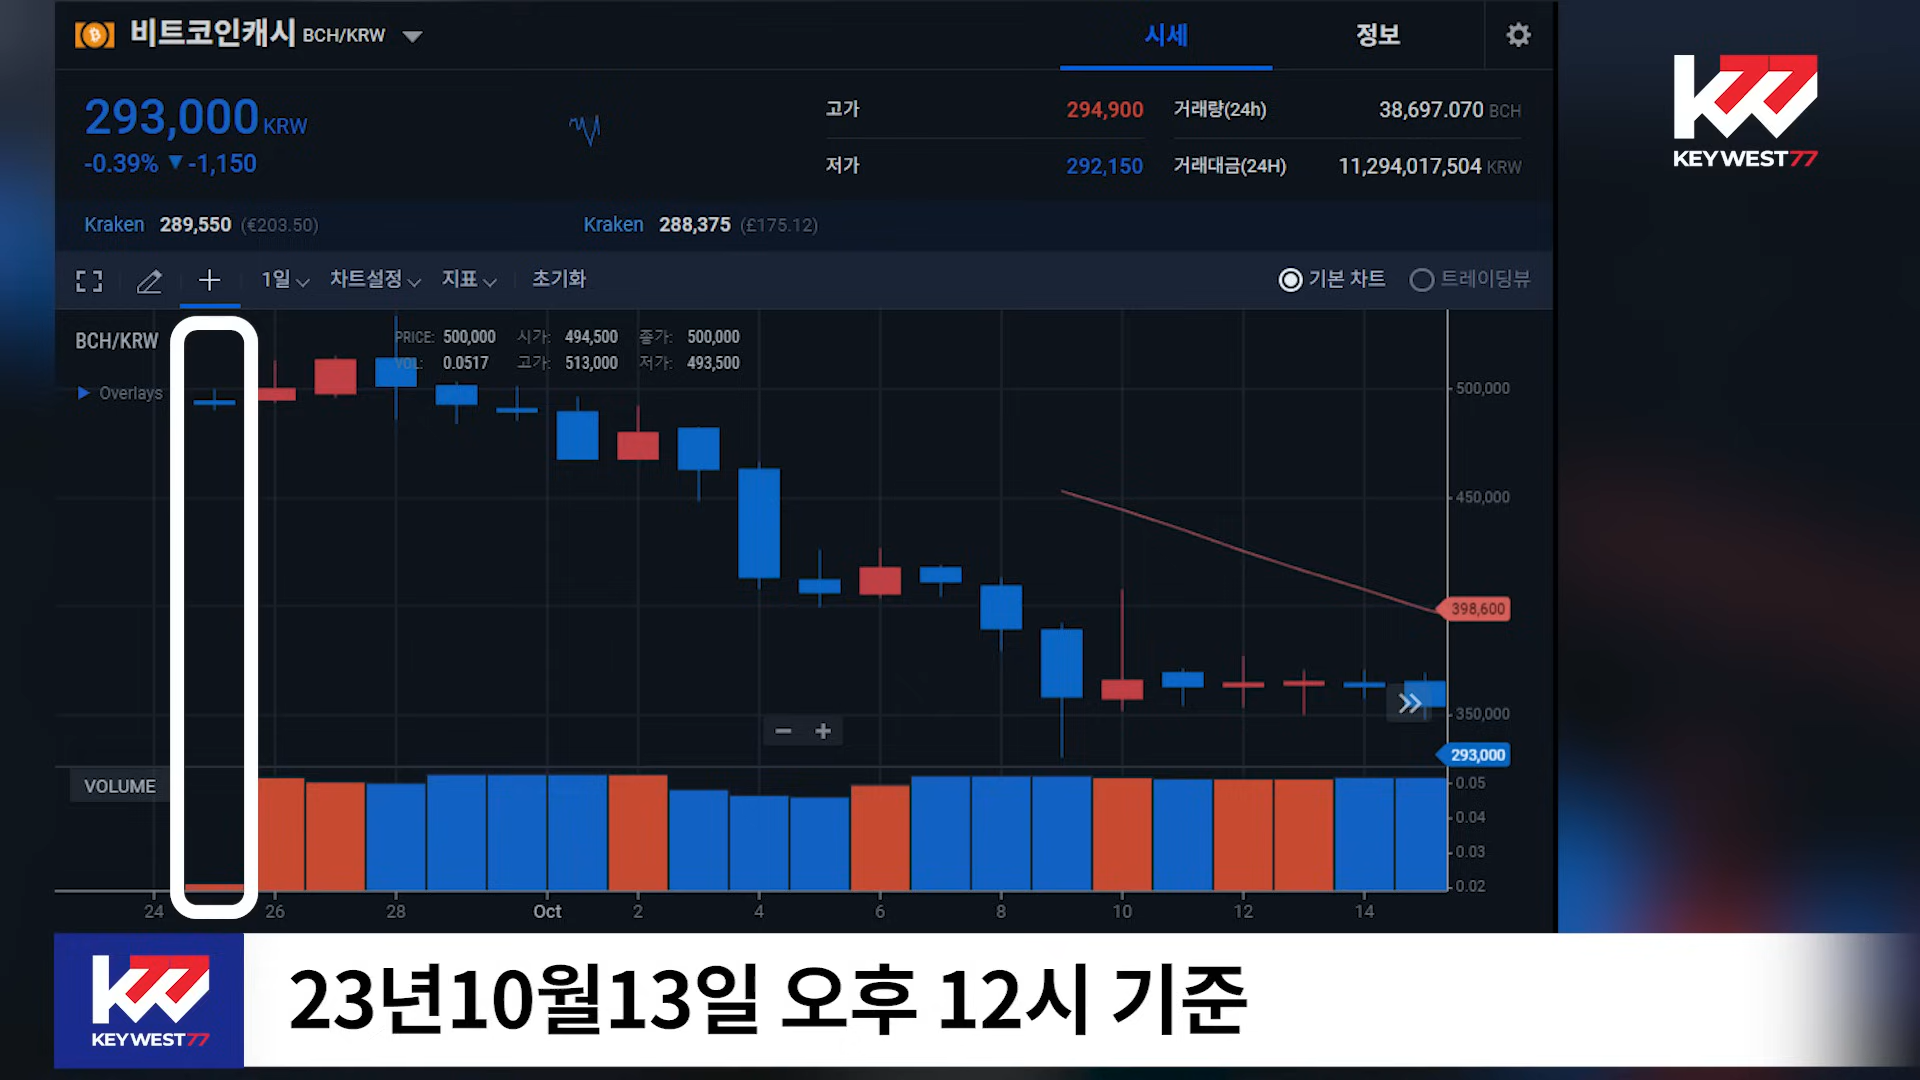 비트코인캐시 BCH/KRW
시세
정보
KEYWEST77
293,000 KRW
-0.39% ▼ -1,150
고가 294,900
거래량(24h) 38,697.070 BCH
저가 292,150
거래대금(24H) 11,294,017,504 KRW
Kraken 289,550 (€203.50)
Kraken 288,375 (£175.12)
1일
차트설정
지표
초기화
기본 차트
트레이딩뷰
BCH/KRW
PRICE: 500,000 시가: 494,500 종가: 500,000
VOL: 0.0517 고가: 513,000 저가: 493,500
Overlays
500,000
450,000
398,600
350,000
293,000
VOLUME
0.05
0.04
0.03
0.02
24 26 28 Oct 2 4 6 8 10 12 14
KEYWEST77
23년10월13일 오후 12시 기준